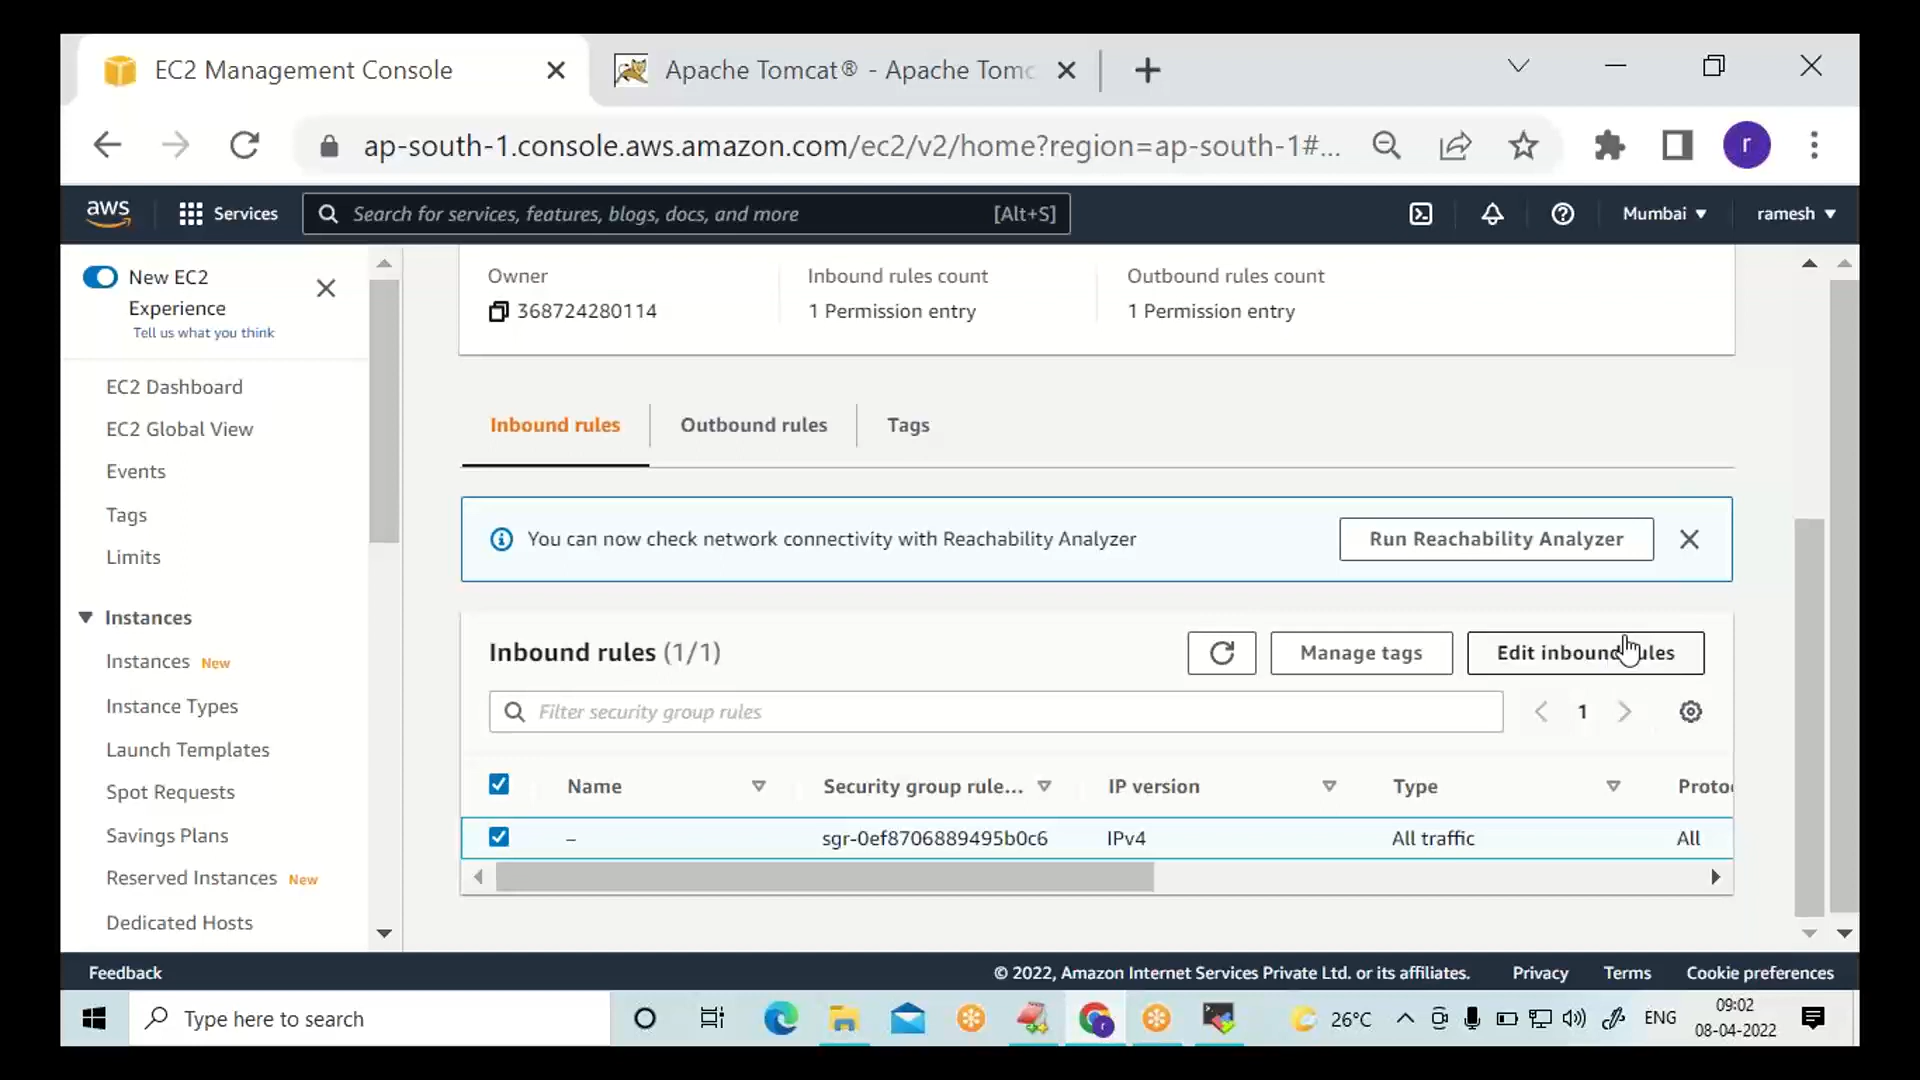 EC2 Management Console
Apache Tomcat® - Apache Tomc
ap-south-1.console.aws.amazon.com/ec2/v2/home?region=ap-south-1#...
r
aws
Services
Search for services, features, blogs, docs, and more
[Alt+S]
Mumbai
ramesh
New EC2
Experience
Tell us what you think
EC2 Dashboard
EC2 Global View
Events
Tags
Limits
Instances
Instances New
Instance Types
Launch Templates
Spot Requests
Savings Plans
Reserved Instances New
Dedicated Hosts
Owner
368724280114
Inbound rules count
1 Permission entry
Outbound rules count
1 Permission entry
Inbound rules
Outbound rules
Tags
You can now check network connectivity with Reachability Analyzer
Run Reachability Analyzer
Inbound rules (1/1)
Manage tags
Edit inbound rules
Filter security group rules
1
Name
Security group rule...
IP version
Type
Proto
–
sgr-0ef8706889495b0c6
IPv4
All traffic
All
Feedback
© 2022, Amazon Internet Services Private Ltd. or its affiliates.
Privacy
Terms
Cookie preferences
Type here to search
r
26°C
ENG
09:02
08-04-2022